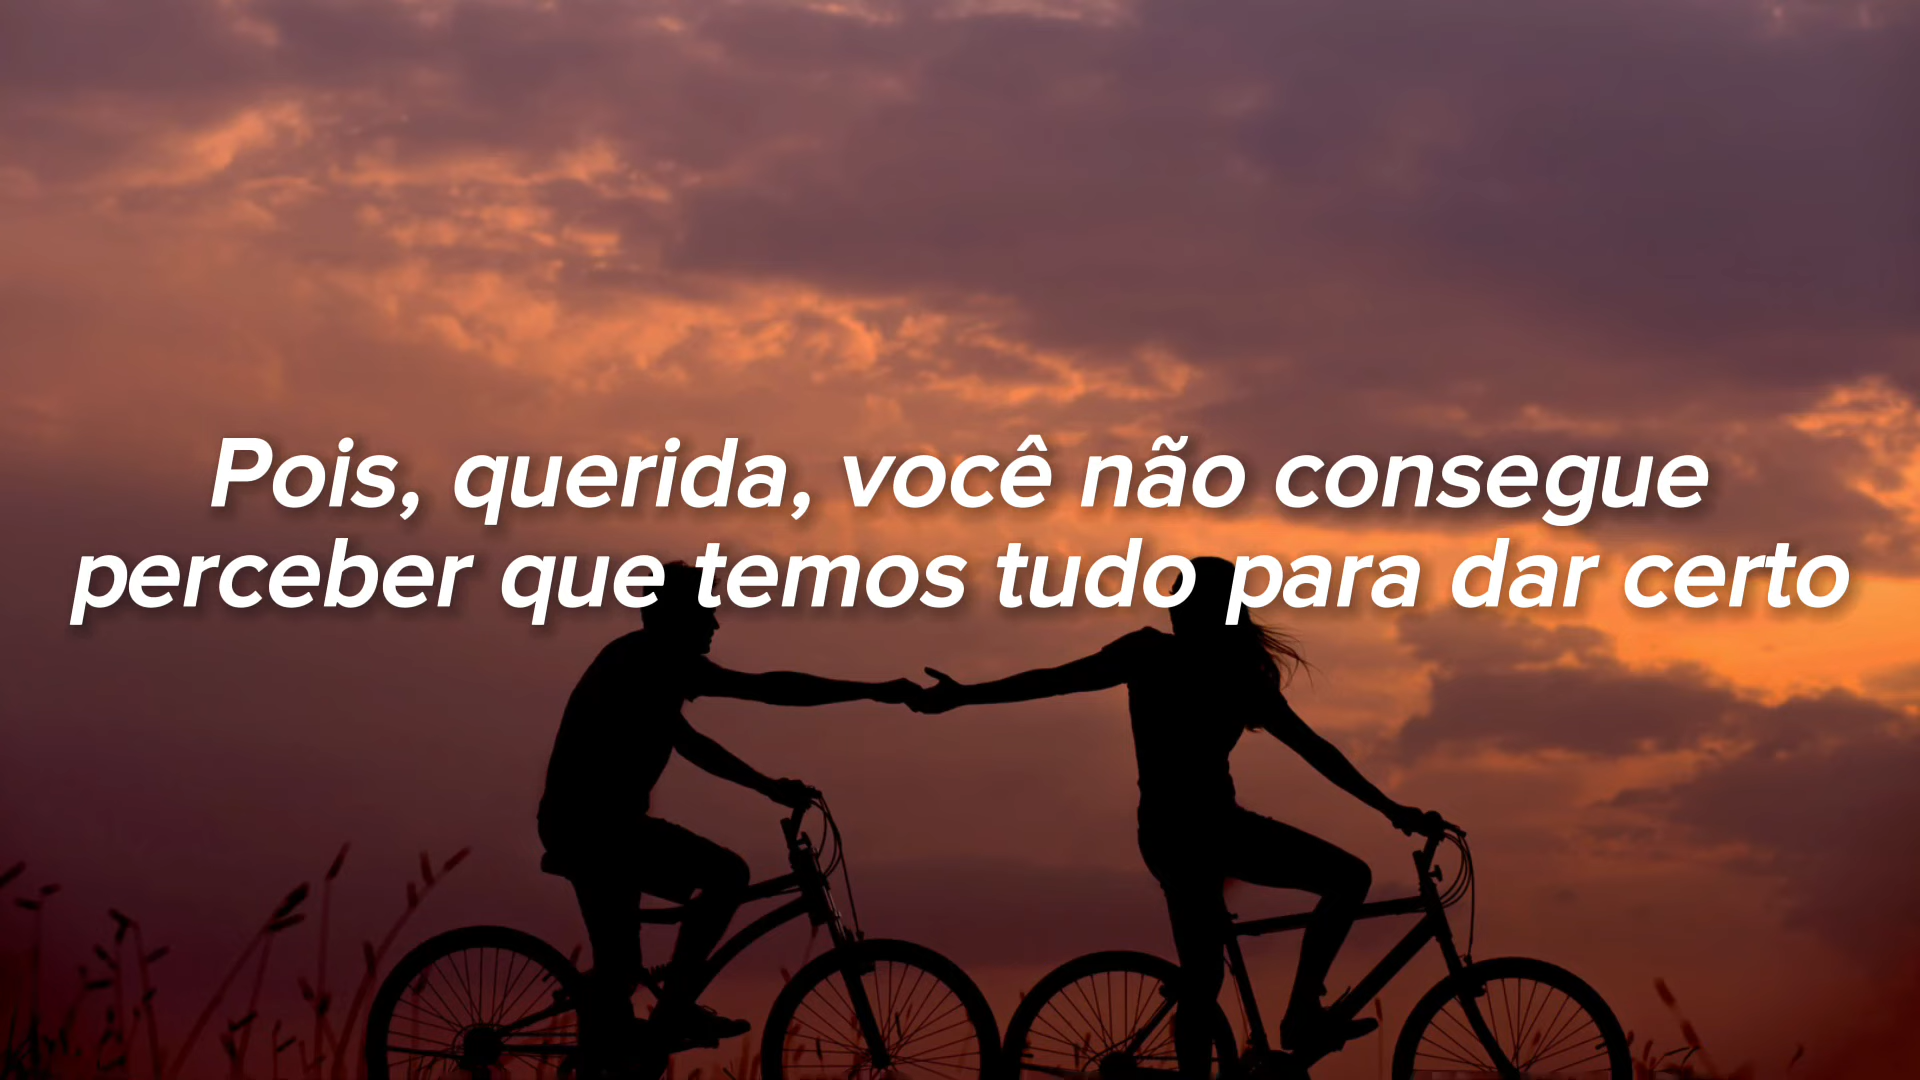 Pois, querida, você não consegue
perceber que temos tudo para dar certo